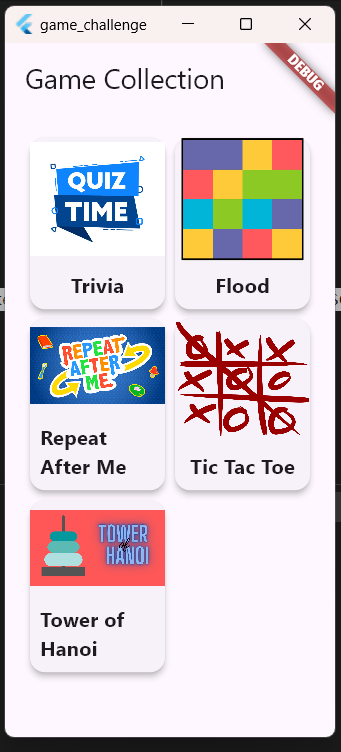 game_challenge
DEBUG
Game Collection
QUIZ
TIME
Trivia
Flood
REPEAT
AFTER
ME
Repeat
After Me
Tic Tac Toe
TOWER
of
HANOI
Tower of
Hanoi